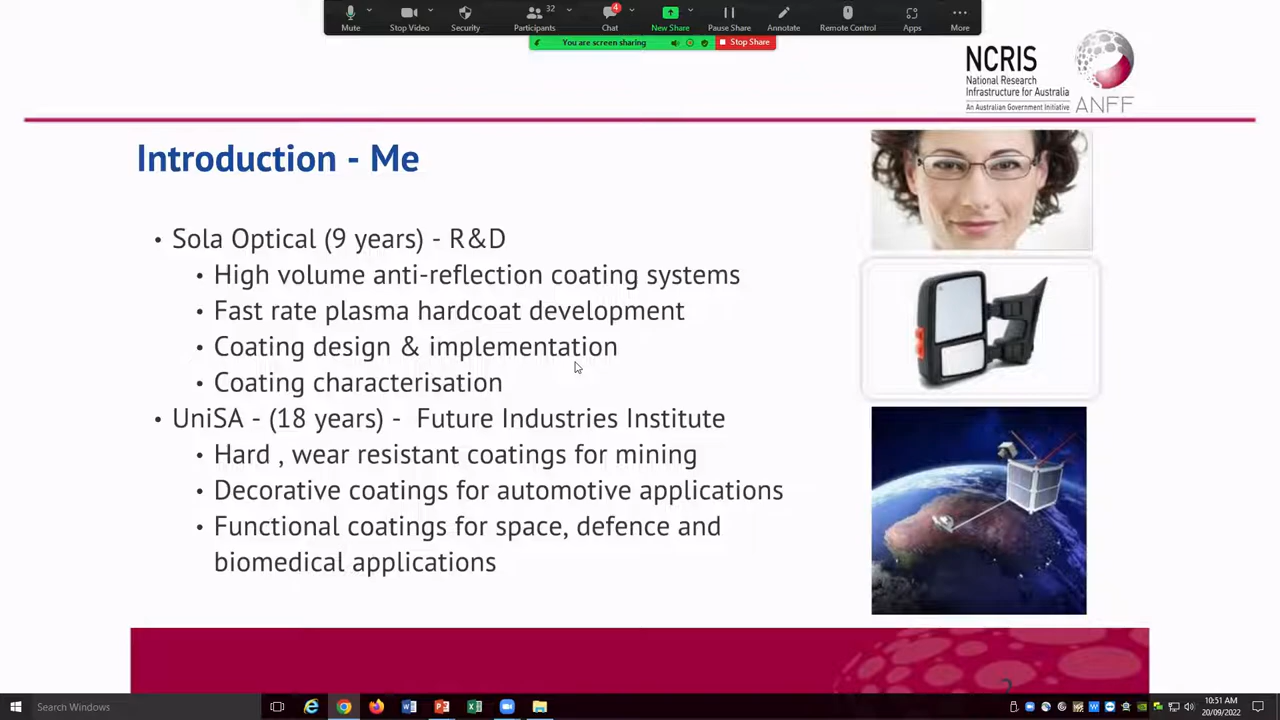 32
4
Mute
Stop Video
Security
Participants
Chat
New Share
Pause Share
Annotate
Remote Control
Apps
More
You are screen sharing
Stop Share
NCRIS
National Research
Infrastructure for Australia
An Australian Government Initiative
ANFF
Introduction - Me
• Sola Optical (9 years) - R&D
• High volume anti-reflection coating systems
• Fast rate plasma hardcoat development
• Coating design & implementation
• Coating characterisation
• UniSA - (18 years) - Future Industries Institute
• Hard , wear resistant coatings for mining
• Decorative coatings for automotive applications
• Functional coatings for space, defence and
biomedical applications
Search Windows
10:51 AM
20/09/2022